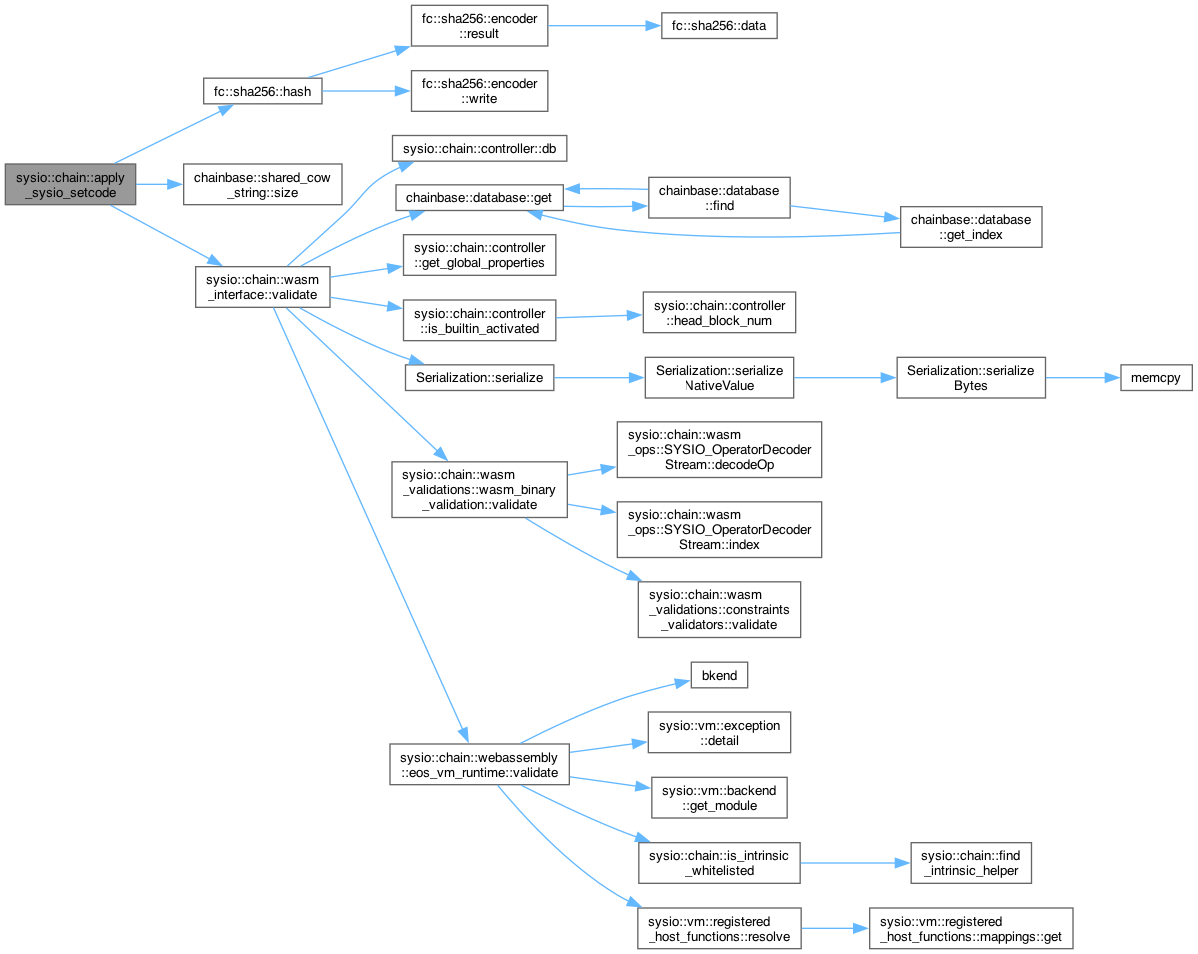 fc::sha256::encoder
::result
fc::sha256::data
fc::sha256::hash
fc::sha256::encoder
::write
sysio::chain::controller::db
sysio::chain::apply
_sysio_setcode
chainbase::shared_cow
_string::size
chainbase::database::get
chainbase::database
::find
chainbase::database
::get_index
sysio::chain::wasm
_interface::validate
sysio::chain::controller
::get_global_properties
sysio::chain::controller
::is_builtin_activated
sysio::chain::controller
::head_block_num
Serialization::serialize
Serialization::serialize
NativeValue
Serialization::serialize
Bytes
memcpy
sysio::chain::wasm
_validations::wasm_binary
_validation::validate
sysio::chain::wasm
_ops::SYSIO_OperatorDecoder
Stream::decodeOp
sysio::chain::wasm
_ops::SYSIO_OperatorDecoder
Stream::index
sysio::chain::wasm
_validations::constraints
_validators::validate
sysio::chain::webassembly
::eos_vm_runtime::validate
bkend
sysio::vm::exception
::detail
sysio::vm::backend
::get_module
sysio::chain::is_intrinsic
_whitelisted
sysio::chain::find
_intrinsic_helper
sysio::vm::registered
_host_functions::resolve
sysio::vm::registered
_host_functions::mappings::get